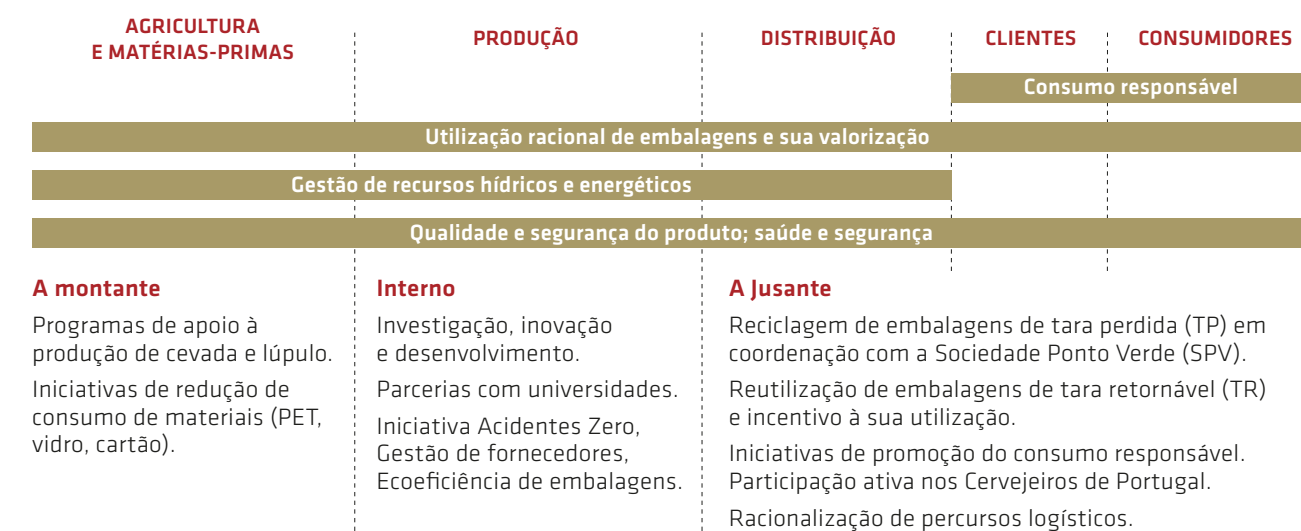 AGRICULTURA
E MATÉRIAS-PRIMAS
PRODUÇÃO
DISTRIBUIÇÃO
CLIENTES
CONSUMIDORES
Consumo responsável
Utilização racional de embalagens e sua valorização
Gestão de recursos hídricos e energéticos
Qualidade e segurança do produto; saúde e segurança
A montante
Programas de apoio à
produção de cevada e lúpulo.
Iniciativas de redução de
consumo de materiais (PET,
vidro, cartão).
Interno
Investigação, inovação
e desenvolvimento.
Parcerias com universidades.
Iniciativa Acidentes Zero,
Gestão de fornecedores,
Ecoeficiência de embalagens.
A Jusante
Reciclagem de embalagens de tara perdida (TP) em
coordenação com a Sociedade Ponto Verde (SPV).
Reutilização de embalagens de tara retornável (TR)
e incentivo à sua utilização.
Iniciativas de promoção do consumo responsável.
Participação ativa nos Cervejeiros de Portugal.
Racionalização de percursos logísticos.